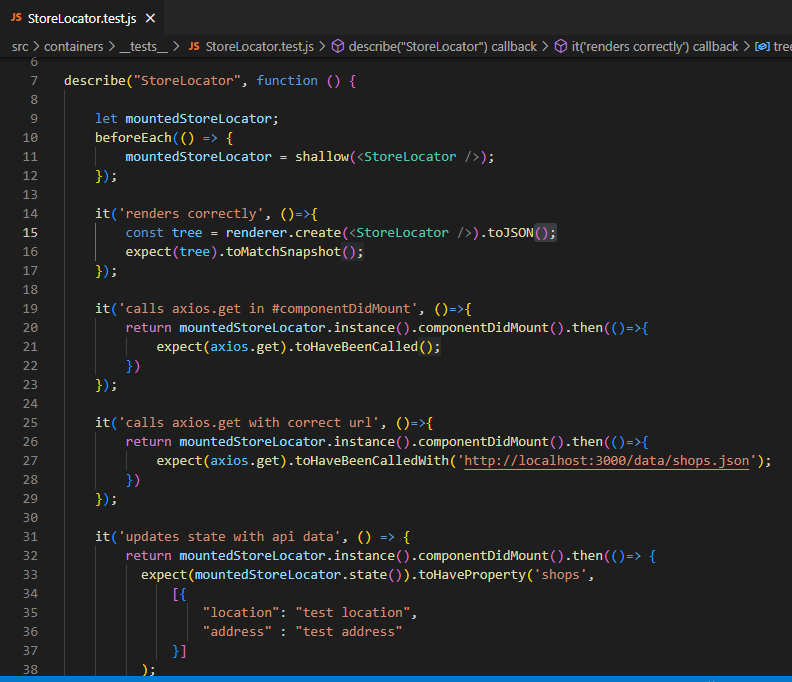 JS StoreLocator.test.js ×
src > containers > __tests__ > JS StoreLocator.test.js > describe("StoreLocator") callback > it('renders correctly') callback > tree
6
7 describe("StoreLocator", function () {
8
9 let mountedStoreLocator;
10 beforeEach(() => {
11 mountedStoreLocator = shallow(<StoreLocator />);
12 });
13
14 it('renders correctly', ()=>{
15 const tree = renderer.create(<StoreLocator />).toJSON();
16 expect(tree).toMatchSnapshot();
17 });
18
19 it('calls axios.get in #componentDidMount', ()=>{
20 return mountedStoreLocator.instance().componentDidMount().then(()=>{
21 expect(axios.get).toHaveBeenCalled();
22 })
23 });
24
25 it('calls axios.get with correct url', ()=>{
26 return mountedStoreLocator.instance().componentDidMount().then(()=>{
27 expect(axios.get).toHaveBeenCalledWith('http://localhost:3000/data/shops.json');
28 })
29 });
30
31 it('updates state with api data', () => {
32 return mountedStoreLocator.instance().componentDidMount().then(()=> {
33 expect(mountedStoreLocator.state()).toHaveProperty('shops',
34 [{
35 "location": "test location",
36 "address" : "test address"
37 }]
38 );